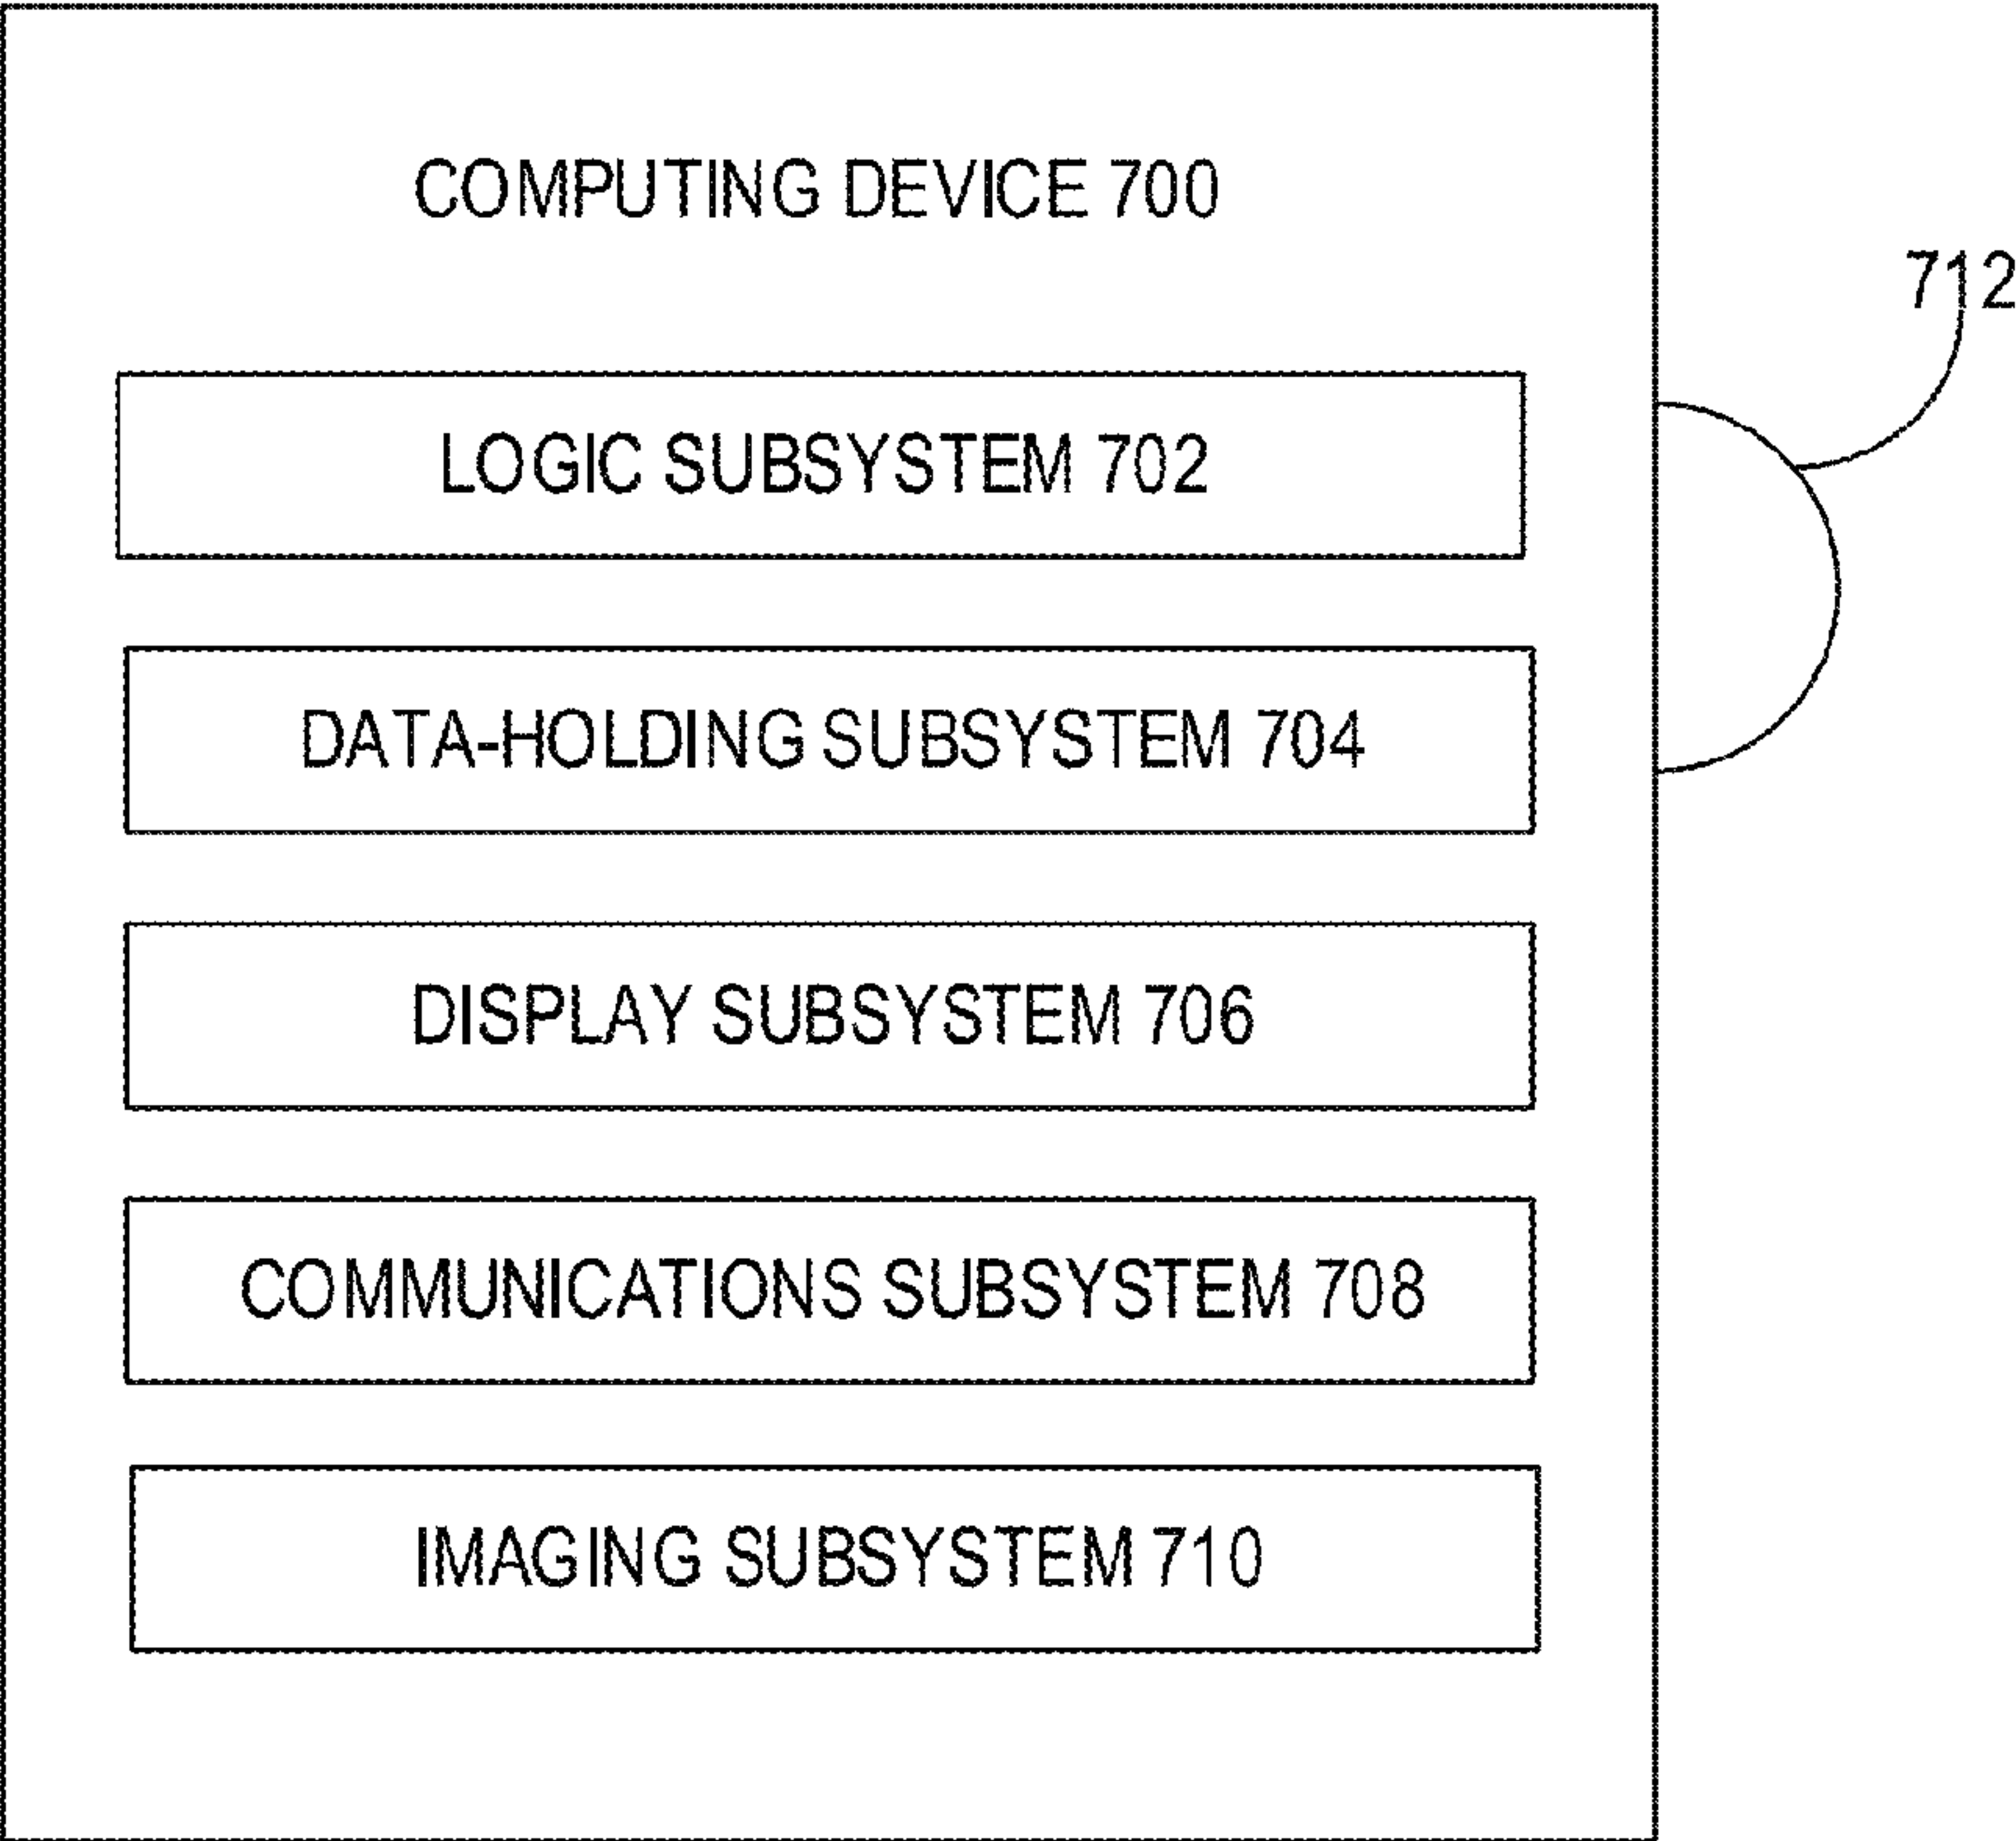 COMPUTING DEVICE 700
712
LOGIC SUBSYSTEM 702
DATA-HOLDING SUBSYSTEM 704
DISPLAY SUBSYSTEM 706
COMMUNICATIONS SUBSYSTEM 708
IMAGING SUBSYSTEM 710